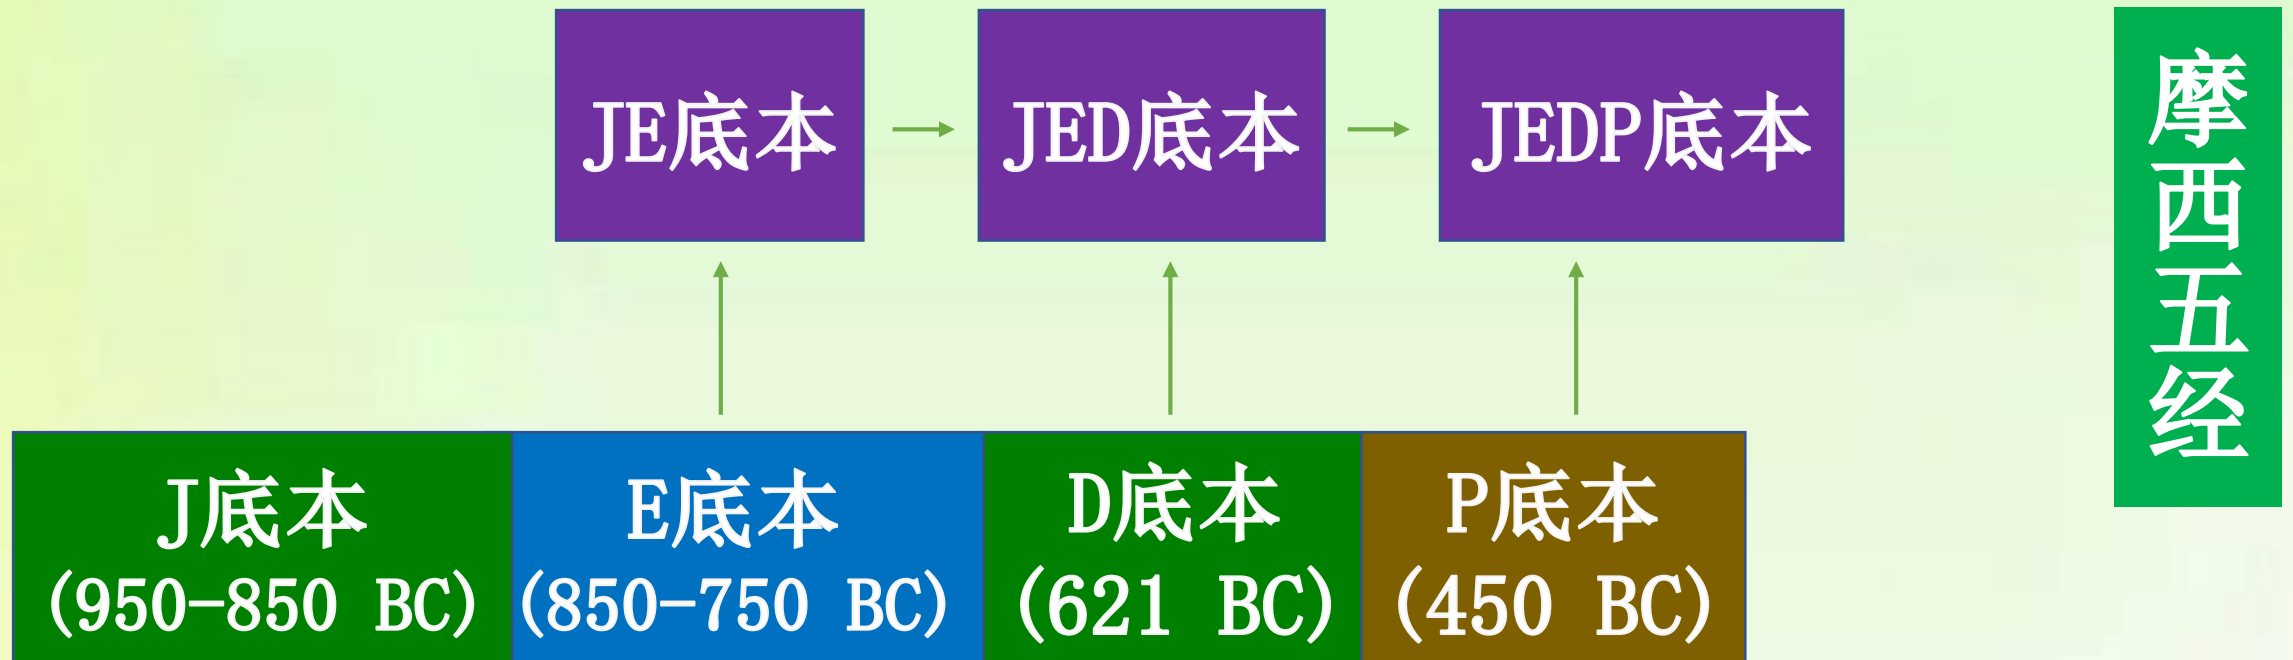 JE底本
JED底本
JEDP底本
摩西五经
J底本
(950-850 BC)
E底本
(850-750 BC)
D底本
(621 BC)
P底本
(450 BC)